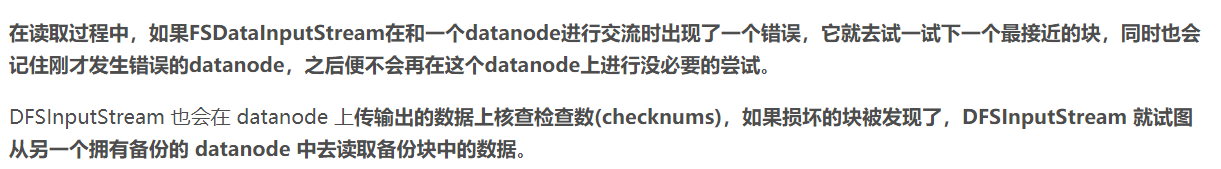 在读取过程中，如果FSDataInputStream在和一个datanode进行交流时出现了一个错误，它就去试一试下一个最接近的块，同时也会
记住刚才发生错误的datanode，之后便不会再在这个datanode上进行没必要的尝试。
DFSInputStream 也会在 datanode 上传输出的数据上核查检查数(checknums)，如果损坏的块被发现了，DFSInputStream 就试图
从另一个拥有备份的 datanode 中去读取备份块中的数据。